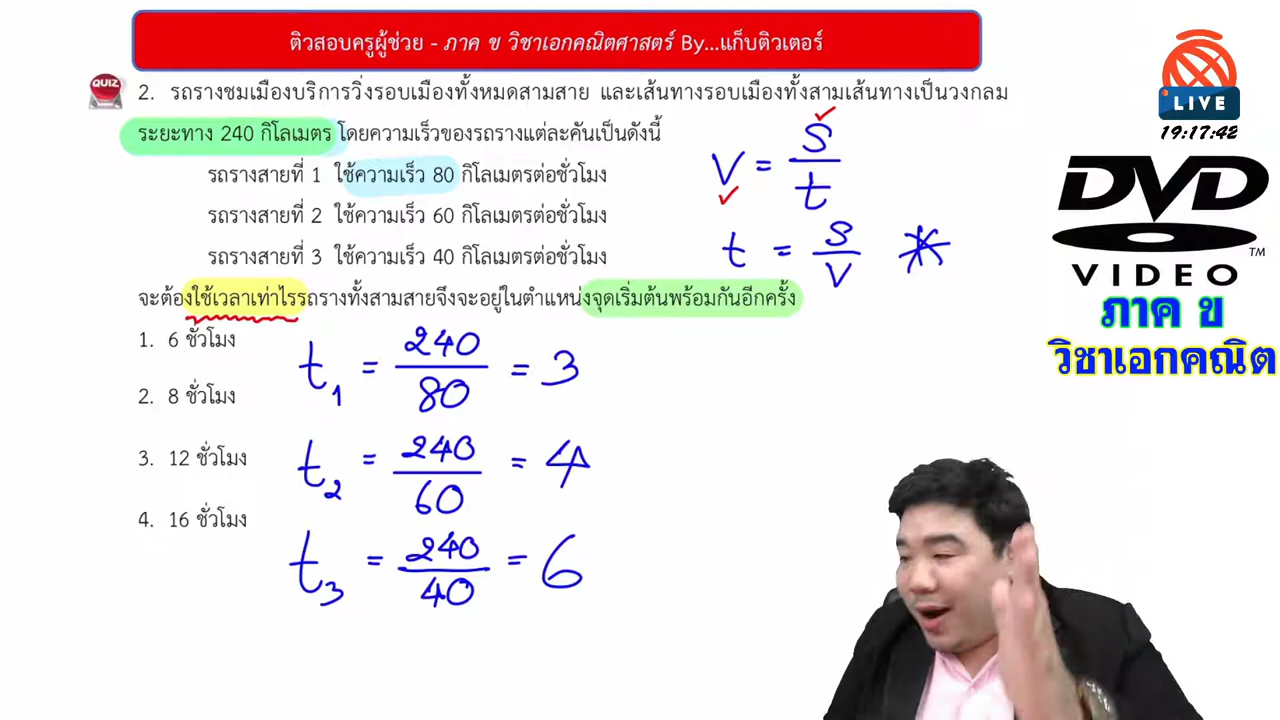 ติวสอบครูผู้ช่วย - ภาค ข วิชาเอกคณิตศาสตร์ By...แก็บติวเตอร์
QUIZ
2. รถรางชมเมืองบริการวิ่งรอบเมืองทั้งหมดสามสาย และเส้นทางรอบเมืองทั้งสามเส้นทางเป็นวงกลม
ระยะทาง 240 กิโลเมตร โดยความเร็วของรถรางแต่ละคันเป็นดังนี้
รถรางสายที่ 1 ใช้ความเร็ว 80 กิโลเมตรต่อชั่วโมง
รถรางสายที่ 2 ใช้ความเร็ว 60 กิโลเมตรต่อชั่วโมง
รถรางสายที่ 3 ใช้ความเร็ว 40 กิโลเมตรต่อชั่วโมง
จะต้องใช้เวลาเท่าไรรถรางทั้งสามสายจึงจะอยู่ในตำแหน่งจุดเริ่มต้นพร้อมกันอีกครั้ง
1. 6 ชั่วโมง
2. 8 ชั่วโมง
3. 12 ชั่วโมง
4. 16 ชั่วโมง
V = S/t
t = S/V *
t1 = 240/80 = 3
t2 = 240/60 = 4
t3 = 240/40 = 6
LIVE
19:17:42
DVD
VIDEO TM
ภาค ข
วิชาเอกคณิต